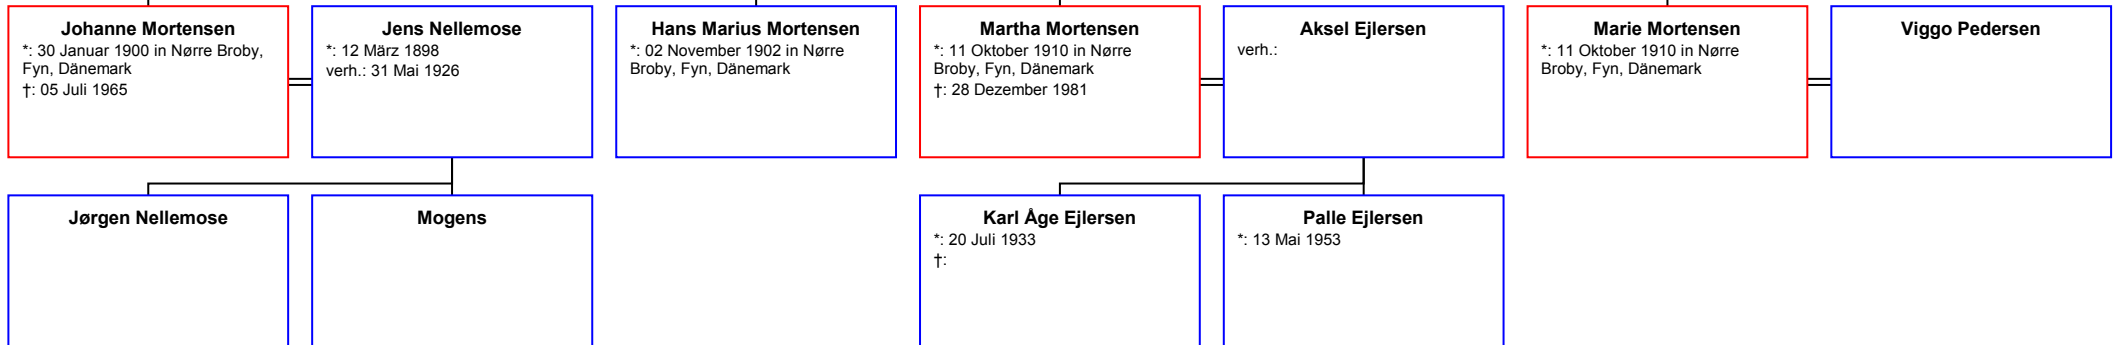 Johanne Mortensen
*: 30 Januar 1900 in Nørre Broby,
Fyn, Dänemark
†: 05 Juli 1965
Jens Nellemose
*: 12 März 1898
verh.: 31 Mai 1926
Hans Marius Mortensen
*: 02 November 1902 in Nørre
Broby, Fyn, Dänemark
Martha Mortensen
*: 11 Oktober 1910 in Nørre
Broby, Fyn, Dänemark
†: 28 Dezember 1981
Aksel Ejlersen
verh.:
Marie Mortensen
*: 11 Oktober 1910 in Nørre
Broby, Fyn, Dänemark
Viggo Pedersen
Jørgen Nellemose
Mogens
Karl Åge Ejlersen
*: 20 Juli 1933
†:
Palle Ejlersen
*: 13 Mai 1953